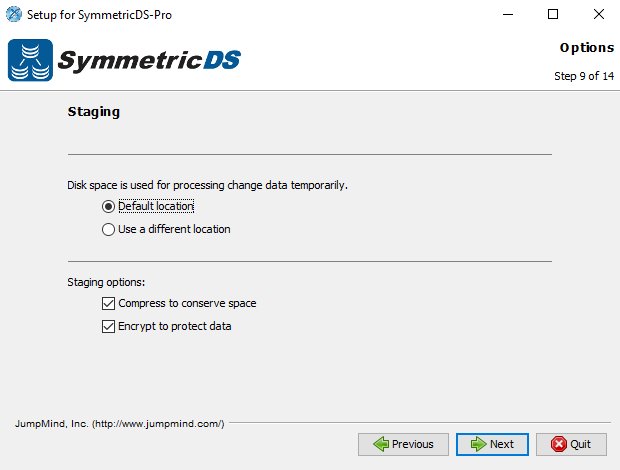 Setup for SymmetricDS-Pro
SymmetricDS
Options
Step 9 of 14
Staging
Disk space is used for processing change data temporarily.
Default location
Use a different location
Staging options:
Compress to conserve space
Encrypt to protect data
JumpMind, Inc. (http://www.jumpmind.com/)
Previous
Next
Quit